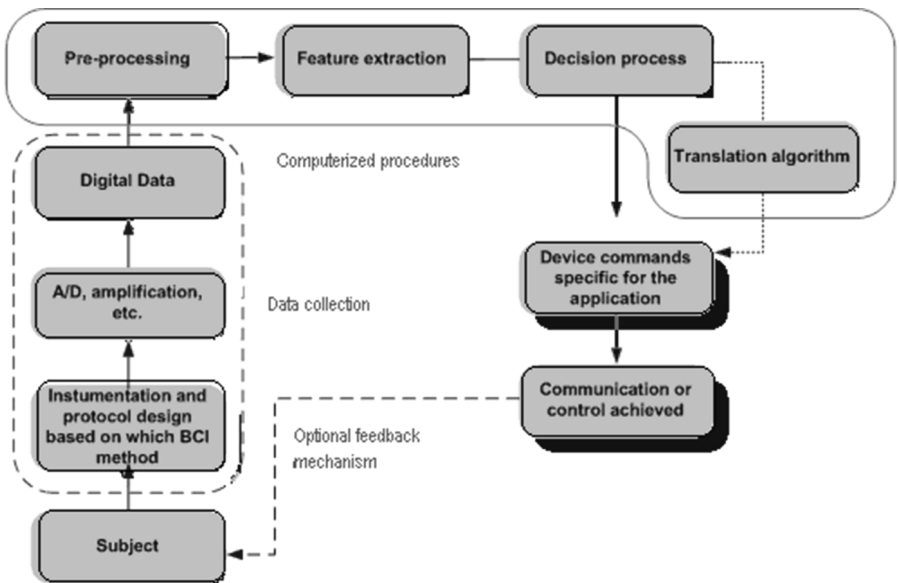 Pre-processing
Feature extraction
Decision process
Translation algorithm
Computerized procedures
Digital Data
A/D, amplification,
etc.
Data collection
Instumentation and
protocol design
based on which BCI
method
Subject
Device commands
specific for the
application
Communication or
control achieved
Optional feedback
mechanism